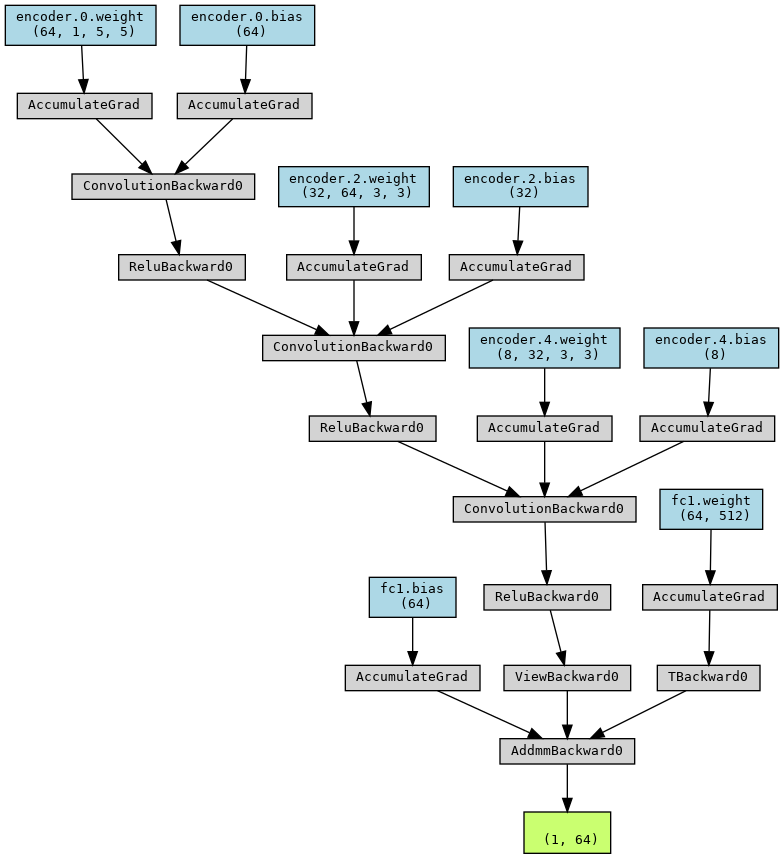 encoder.0.weight
(64, 1, 5, 5)
encoder.0.bias
(64)
AccumulateGrad
AccumulateGrad
ConvolutionBackward0
encoder.2.weight
(32, 64, 3, 3)
encoder.2.bias
(32)
ReluBackward0
AccumulateGrad
AccumulateGrad
ConvolutionBackward0
encoder.4.weight
(8, 32, 3, 3)
encoder.4.bias
(8)
ReluBackward0
AccumulateGrad
AccumulateGrad
ConvolutionBackward0
fc1.weight
(64, 512)
fc1.bias
(64)
ReluBackward0
AccumulateGrad
AccumulateGrad
ViewBackward0
TBackward0
AddmmBackward0
(1, 64)